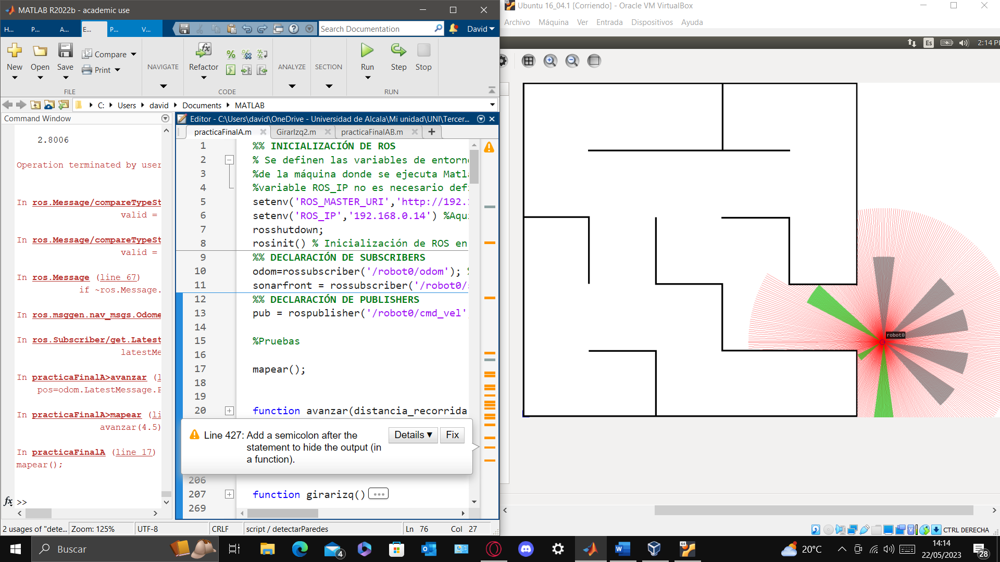 MATLAB R2022b - academic use
H...
P...
A...
E...
P...
V...
Search Documentation
David
New
Open
Save
Compare
Print
FILE
NAVIGATE
Refactor
CODE
ANALYZE
SECTION
Run
Step
Stop
RUN
C:
Users
david
Documents
MATLAB
Command Window
2.8006
Operation terminated by user
In ros.Message/compareTypeSt
valid =
In ros.Message/compareTypeSt
valid =
In ros.Message (line 67)
if ~ros.Message.
In ros.msggen.nav_msgs.Odome
In ros.Subscriber/get.Latest
latestMe
In practicaFinalA>avanzar (l
pos=odom.LatestMessage.P
In practicaFinalA>mapear (li
avanzar(4.5)
In practicaFinalA (line 17)
mapear();
fx >>
Editor - C:\Users\david\OneDrive - Universidad de Alcala\Mi unidad\UNI\Tercer...
practicaFinalA.m
GirarIzq2.m
practicaFinalAB.m
1 %% INICIALIZACIÓN DE ROS
2 % Se definen las variables de entorn
3 %de la máquina donde se ejecuta Matl
4 %variable ROS_IP no es necesario def
5 setenv('ROS_MASTER_URI','http://192.
6 setenv('ROS_IP','192.168.0.14') %Aqu
7 rosshutdown;
8 rosinit() % Inicialización de ROS en
9 %% DECLARACIÓN DE SUBSCRIBERS
10 odom=rossubscriber('/robot0/odom'); %
11 sonarfront = rossubscriber('/robot0/s
12 %% DECLARACIÓN DE PUBLISHERS
13 pub = rospublisher('/robot0/cmd_vel'
14
15 %Pruebas
16
17 mapear();
18
19
20 function avanzar(distancia_recorrida
Line 427: Add a semicolon after the
statement to hide the output (in
a function).
Details
Fix
206
207 function girarizq() ...
269
2 usages of "dete...
Zoom: 125%
UTF-8
CRLF
script / detectarParedes
Ln 76
Col 27
Ubuntu 16_04.1 [Corriendo] - Oracle VM VirtualBox
Archivo
Máquina
Ver
Entrada
Dispositivos
Ayuda
Es
2:14 P
robot0
CTRL DERECHA
Buscar
4
64
20°C
14:14
22/05/2023
28